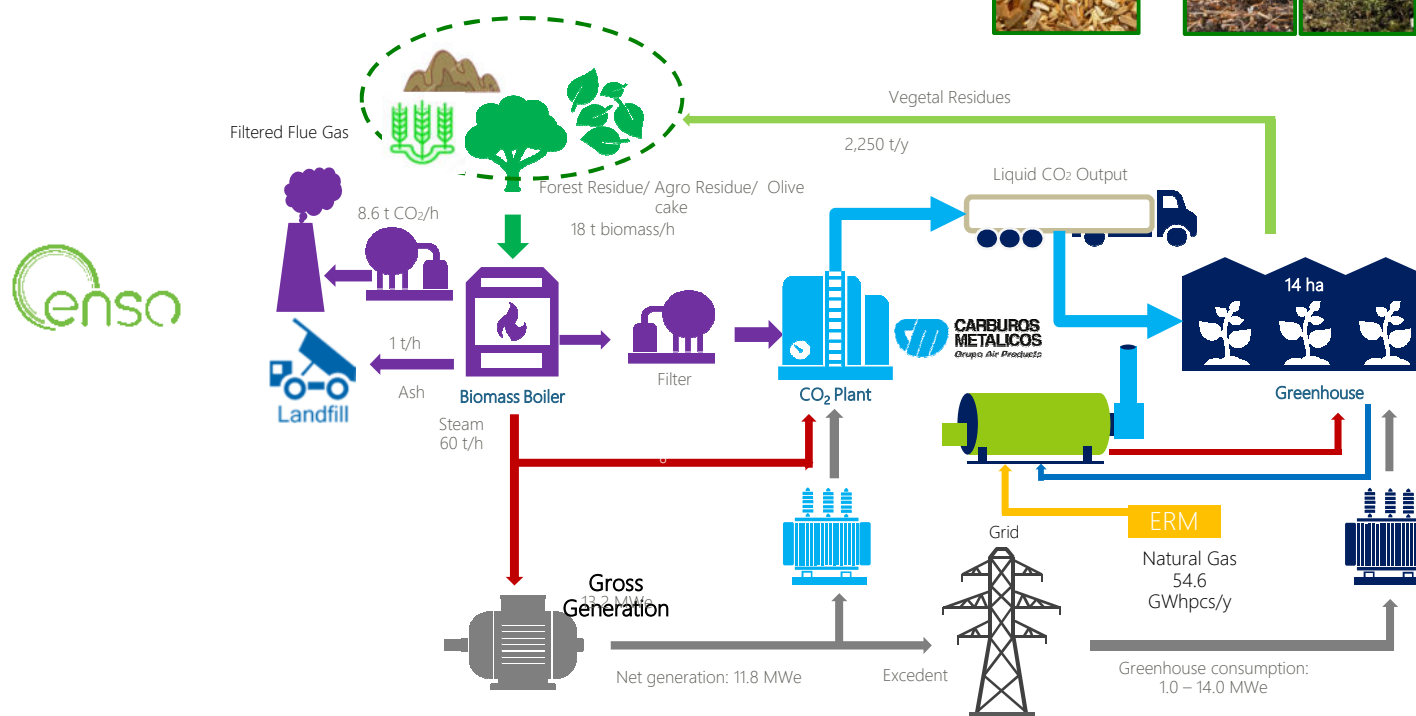 Vegetal Residues
Filtered Flue Gas
2,250 t/y
Liquid CO₂ Output
Forest Residue/ Agro Residue/ Olive
cake
8.6 t CO₂/h
18 t biomass/h
enso
14 ha
CARBUROS
METALICOS
Grupo Air Products
1 t/h
Ash
Filter
Landfill
Biomass Boiler
CO₂ Plant
Greenhouse
Steam
60 t/h
ERM
Grid
Natural Gas
54.6
GWhpcs/y
Gross
13.2 MWe
Generation
Net generation: 11.8 MWe
Excedent
Greenhouse consumption:
1.0 – 14.0 MWe